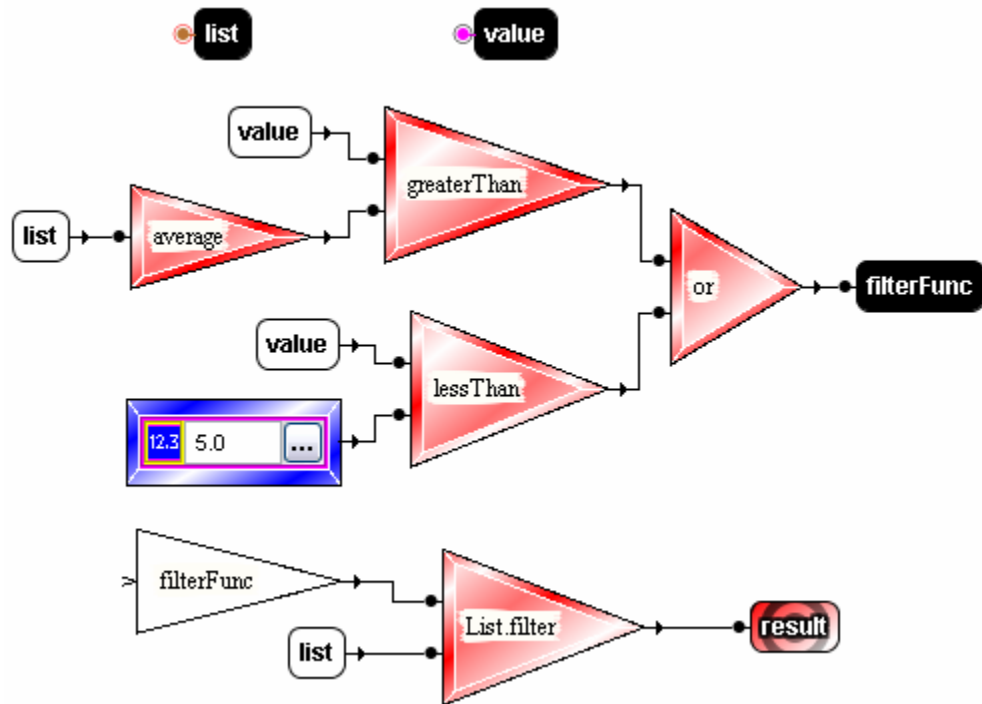 list
value
value
greaterThan
list
average
or
filterFunc
value
lessThan
12.3
5.0
...
filterFunc
List.filter
result
list